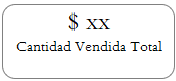 $ xx
Cantidad Vendida Total